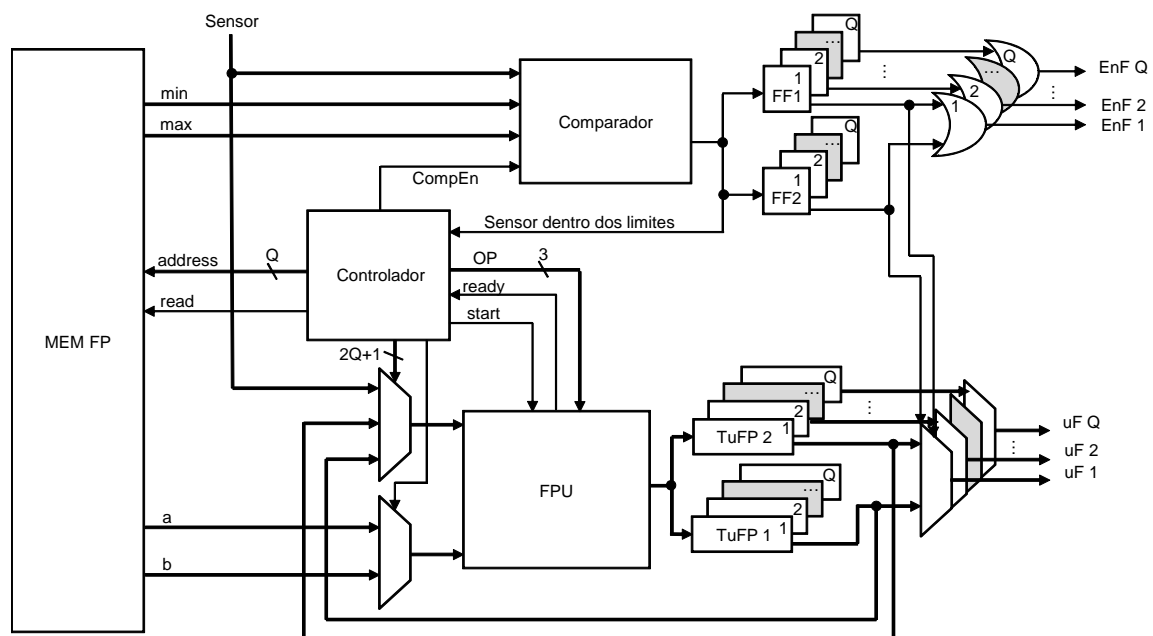 Sensor
MEM FP
min
max
CompEn
Comparador
Q
...
2
1
FF1
Q
...
2
1
FF2
...
Q
...
2
1
EnF Q
...
EnF 2
EnF 1
Sensor dentro dos limites
address
Q
Controlador
OP
3
ready
start
read
2Q+1
a
b
FPU
Q
...
2
1
TuFP 2
...
Q
...
2
1
TuFP 1
uF Q
...
uF 2
uF 1